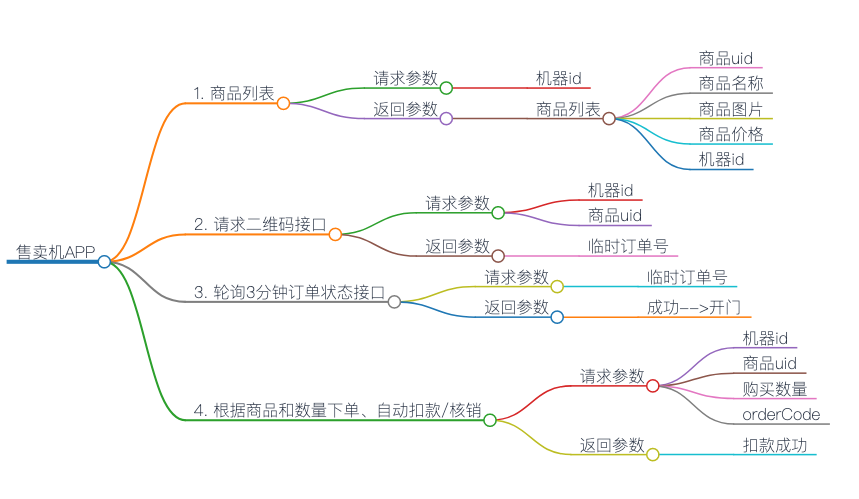 售卖机APP
1. 商品列表
请求参数
机器id
返回参数
商品列表
商品uid
商品名称
商品图片
商品价格
机器id
2. 请求二维码接口
请求参数
机器id
商品uid
返回参数
临时订单号
3. 轮询3分钟订单状态接口
请求参数
临时订单号
返回参数
成功-->开门
4. 根据商品和数量下单、自动扣款/核销
请求参数
机器id
商品uid
购买数量
orderCode
返回参数
扣款成功